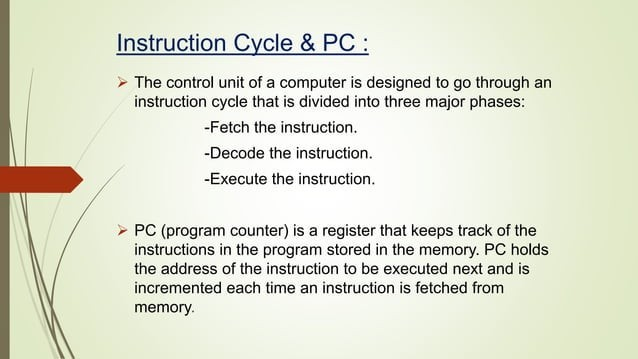 Instruction Cycle & PC :
➢ The control unit of a computer is designed to go through an
instruction cycle that is divided into three major phases:
-Fetch the instruction.
-Decode the instruction.
-Execute the instruction.
➢ PC (program counter) is a register that keeps track of the
instructions in the program stored in the memory. PC holds
the address of the instruction to be executed next and is
incremented each time an instruction is fetched from
memory.